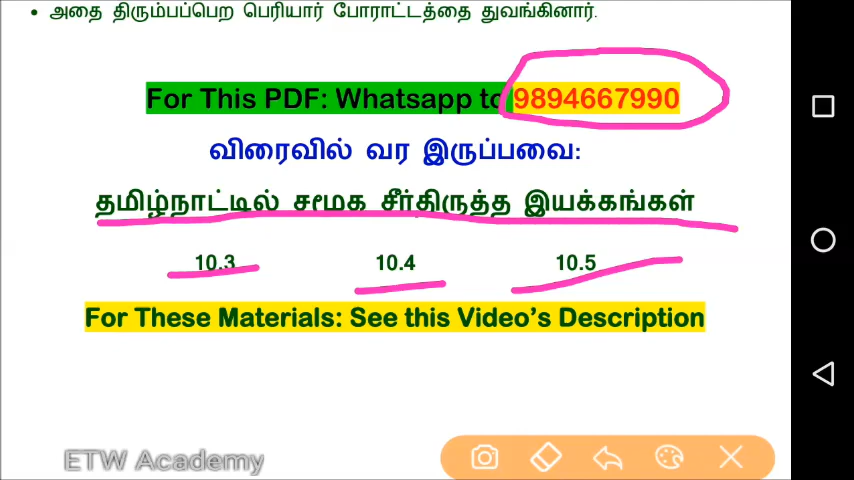 • அதை திரும்பப்பெற பெரியார் போராட்டத்தை துவங்கினார்.
For This PDF: Whatsapp to 9894667990
விரைவில் வர இருப்பவை:
தமிழ்நாட்டில் சமூக சீர்திருத்த இயக்கங்கள்
10.3 10.4 10.5
For These Materials: See this Video's Description
ETW Academy